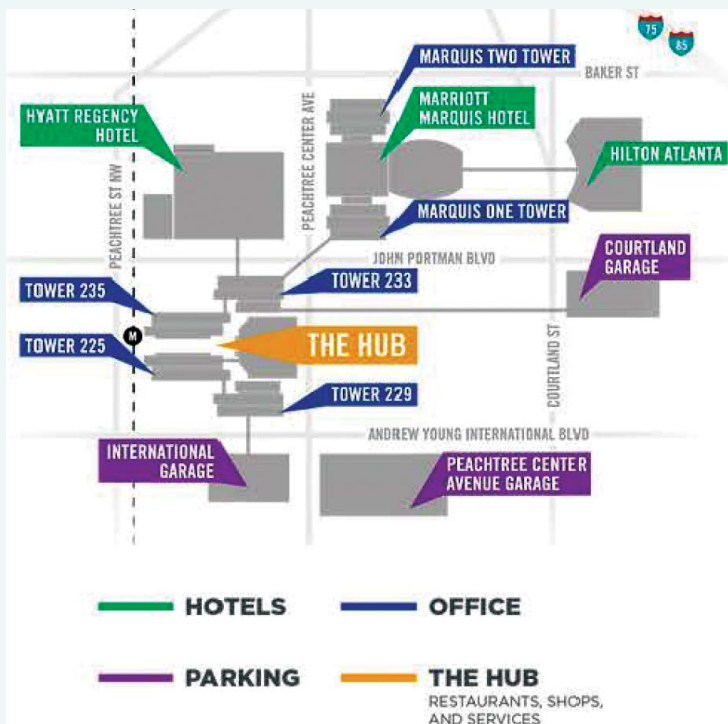 75
85
MARQUIS TWO TOWER
BAKER ST
HYATT REGENCY
HOTEL
MARRIOTT
MARQUIS HOTEL
HILTON ATLANTA
PEACHTREE ST NW
PEACHTREE CENTER AVE
MARQUIS ONE TOWER
JOHN PORTMAN BLVD
COURTLAND
GARAGE
TOWER 235
TOWER 233
M
THE HUB
TOWER 225
COURTLAND ST
TOWER 229
ANDREW YOUNG INTERNATIONAL BLVD
INTERNATIONAL
GARAGE
PEACHTREE CENTER
AVENUE GARAGE
HOTELS
OFFICE
PARKING
THE HUB
RESTAURANTS, SHOPS,
AND SERVICES